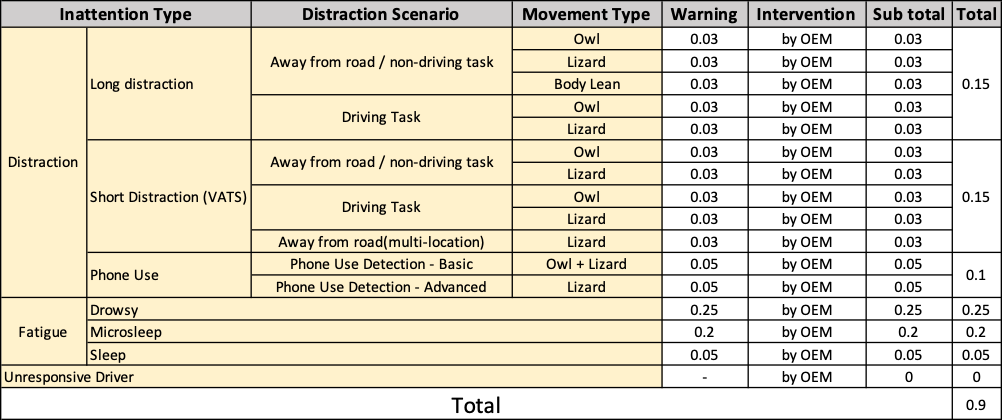 Inattention Type Distraction Scenario Movement Type Warning Intervention Sub total Total
Distraction Long distraction Away from road / non-driving task Owl 0.03 by OEM 0.03 0.15
Lizard 0.03 by OEM 0.03
Body Lean 0.03 by OEM 0.03
Driving Task Owl 0.03 by OEM 0.03
Lizard 0.03 by OEM 0.03
Short Distraction (VATS) Away from road / non-driving task Owl 0.03 by OEM 0.03 0.15
Lizard 0.03 by OEM 0.03
Driving Task Owl 0.03 by OEM 0.03
Lizard 0.03 by OEM 0.03
Away from road(multi-location) Lizard 0.03 by OEM 0.03
Phone Use Phone Use Detection - Basic Owl + Lizard 0.05 by OEM 0.05 0.1
Phone Use Detection - Advanced Lizard 0.05 by OEM 0.05
Fatigue Drowsy 0.25 by OEM 0.25 0.25
Microsleep 0.2 by OEM 0.2 0.2
Sleep 0.05 by OEM 0.05 0.05
Unresponsive Driver - by OEM 0 0
Total 0.9